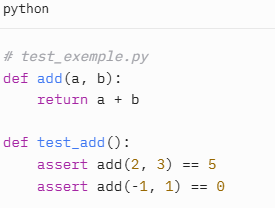 python
# test_exemple.py
def add(a, b):
    return a + b
def test_add():
    assert add(2, 3) == 5
    assert add(-1, 1) == 0